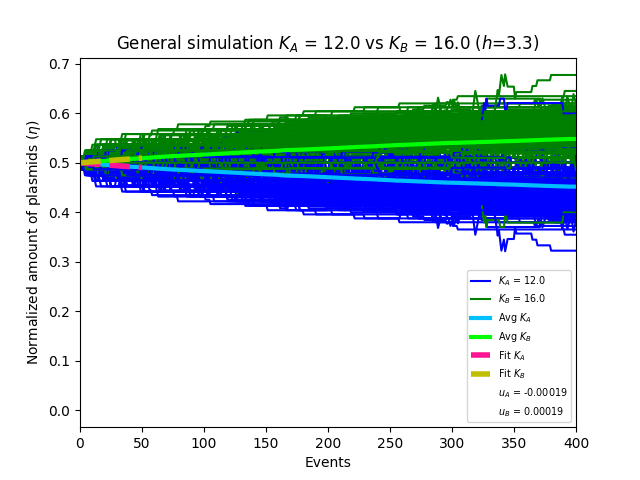 General simulation K_A = 12.0 vs K_B = 16.0 (h=3.3)
Normalized amount of plasmids (η)
0.7
0.6
0.5
0.4
0.3
0.2
0.1
0.0
K_A = 12.0
K_B = 16.0
Avg K_A
Avg K_B
Fit K_A
Fit K_B
u_A = -0.00019
u_B = 0.00019
0 50 100 150 200 250 300 350 400
Events